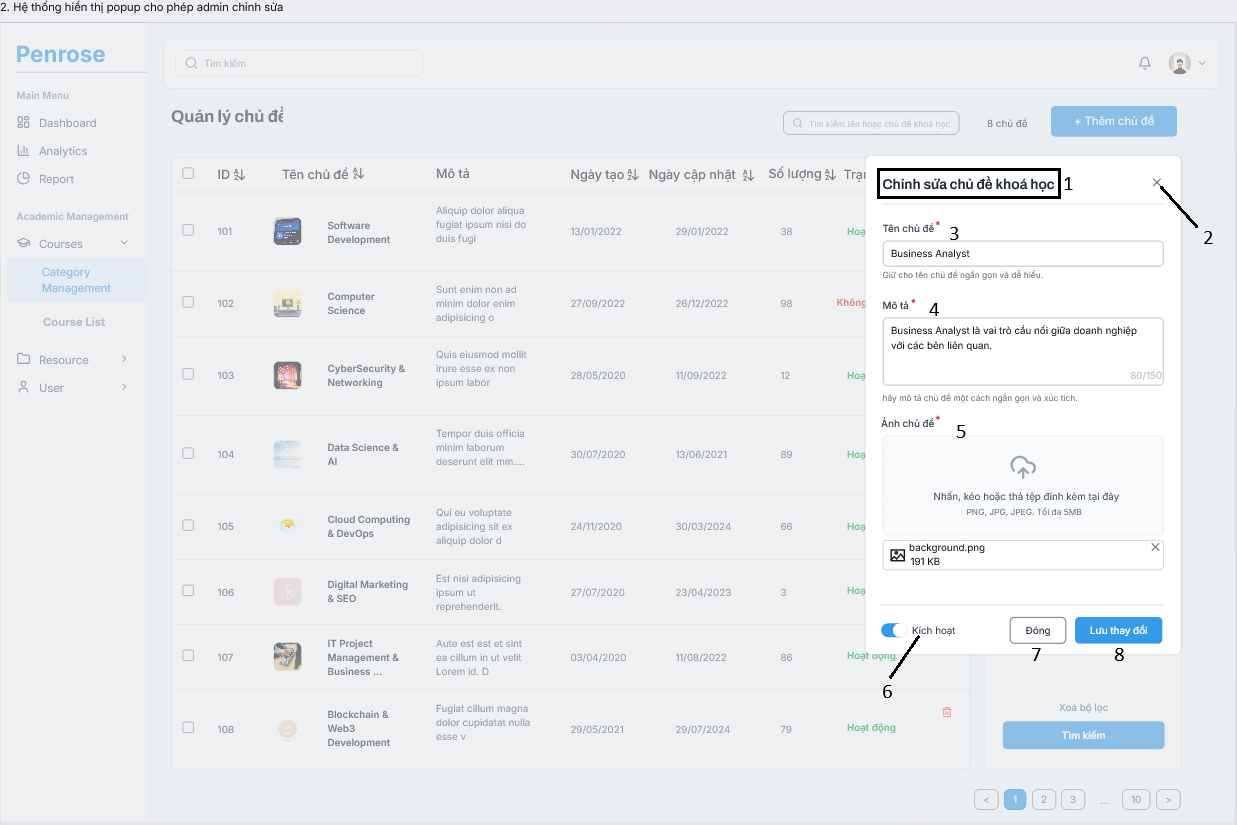 2. Hệ thống hiển thị popup cho phép admin chỉnh sửa
Penrose
Tìm kiếm
Main Menu
Dashboard
Analytics
Report
Academic Management
Courses
Category
Management
Course List
Resource
User
Quản lý chủ đề
Tìm kiếm tên hoặc chủ đề khoá học
8 chủ đề
+ Thêm chủ đề
ID
Tên chủ đề
Mô tả
Ngày tạo
Ngày cập nhật
Số lượng
Trạn
101
Software
Development
Aliquip dolor aliqua
fugiat ipsum nisi do
duis fugi
13/01/2022
29/01/2022
38
Hoạ
102
Computer
Science
Sunt enim non ad
minim dolor enim
adipisicing o
27/09/2022
26/12/2022
98
Không
103
CyberSecurity &
Networking
Quis eiusmod mollit
irure esse ex non
ipsum labor
28/05/2020
11/09/2022
12
Hoạ
104
Data Science &
AI
Tempor duis officia
minim laborum
deserunt elit mm....
30/07/2020
13/06/2021
89
Hoạ
105
Cloud Computing
& DevOps
Qui eu voluptate
adipisicing sit ex
aliquip dolor d
24/11/2020
30/03/2024
66
Hoạ
106
Digital Marketing
& SEO
Est nisi adipisicing
ipsum ut
reprehenderit.
27/07/2020
23/04/2023
3
Hoạ
107
IT Project
Management &
Business ...
Aute est est et sint
ea cillum in ut velit
Lorem id. D
03/04/2020
11/08/2022
86
Hoạt động
108
Blockchain &
Web3
Development
Fugiat cillum magna
dolor cupidatat nulla
esse v
29/05/2021
29/07/2024
79
Hoạt động
Chỉnh sửa chủ đề khoá học
1
2
Tên chủ đề*
3
Business Analyst
Giữ cho tên chủ đề ngắn gọn và dễ hiểu.
Mô tả *
4
Business Analyst là vai trò cầu nối giữa doanh nghiệp
với các bên liên quan.
80/150
hãy mô tả chủ đề một cách ngắn gọn và xúc tích.
Ảnh chủ đề*
5
Nhấn, kéo hoặc thả tệp đính kèm tại đây
PNG, JPG, JPEG. Tối đa 5MB
background.png
191 KB
Kích hoạt
Đóng
Lưu thay đổi
6
7
8
Xoá bộ lọc
Tìm kiếm
< 1 2 3 ... 10 >